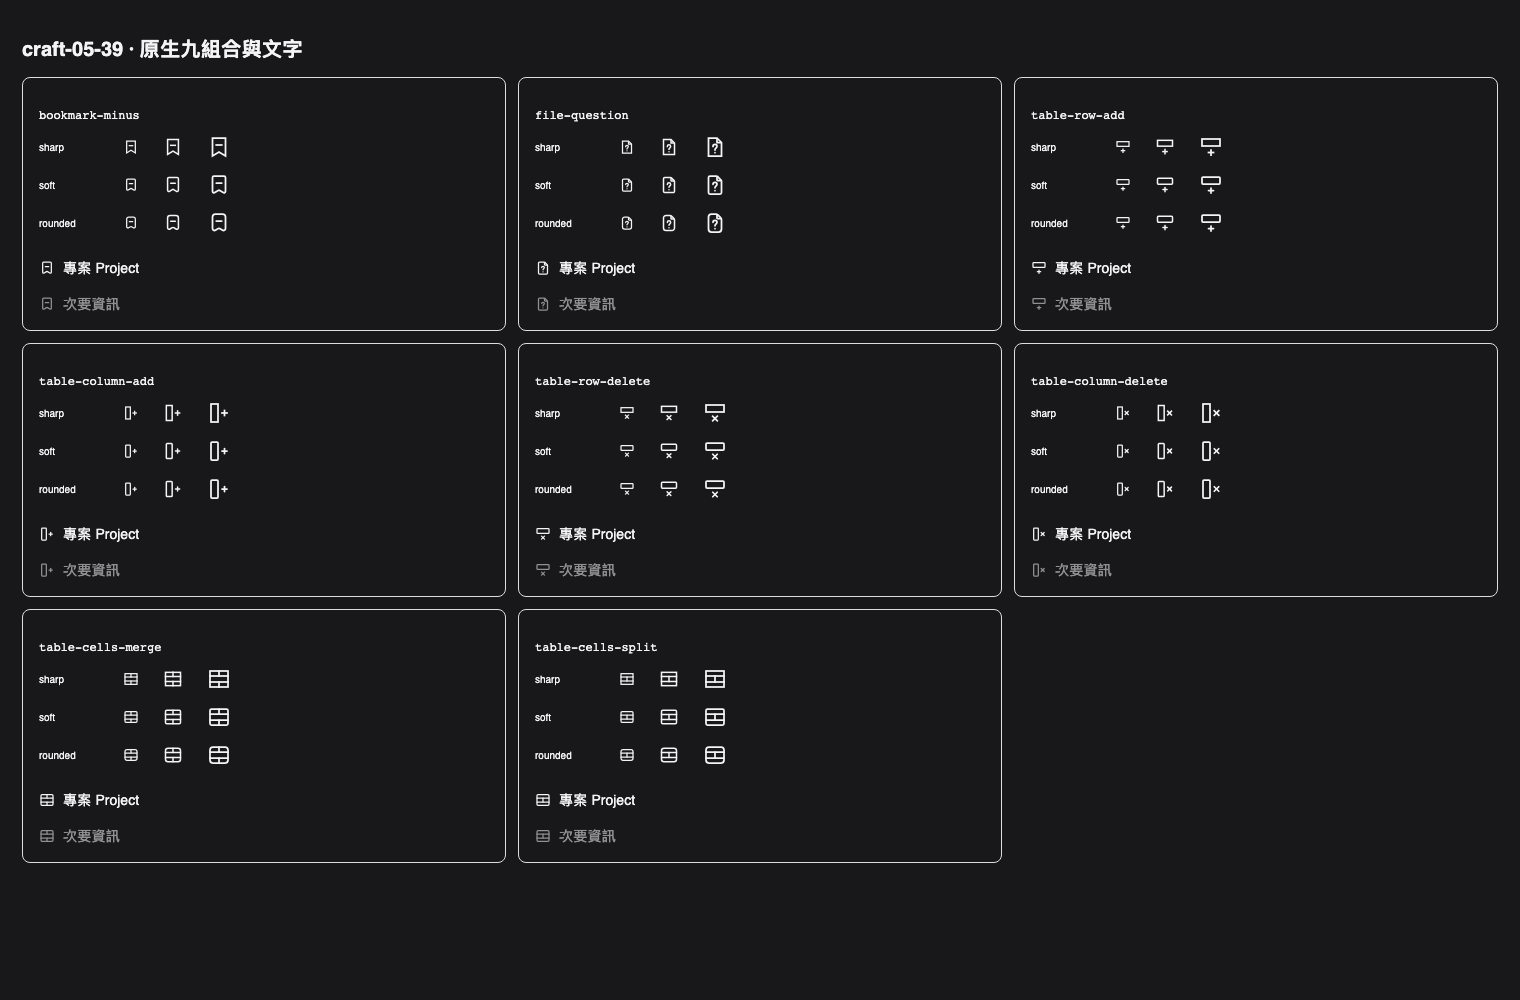 craft-05-39 · 原生九組合與文字
bookmark-minus
sharp
soft
rounded
專案 Project
次要資訊
file-question
sharp
soft
rounded
專案 Project
次要資訊
table-row-add
sharp
soft
rounded
專案 Project
次要資訊
table-column-add
sharp
soft
rounded
專案 Project
次要資訊
table-row-delete
sharp
soft
rounded
專案 Project
次要資訊
table-column-delete
sharp
soft
rounded
專案 Project
次要資訊
table-cells-merge
sharp
soft
rounded
專案 Project
次要資訊
table-cells-split
sharp
soft
rounded
專案 Project
次要資訊